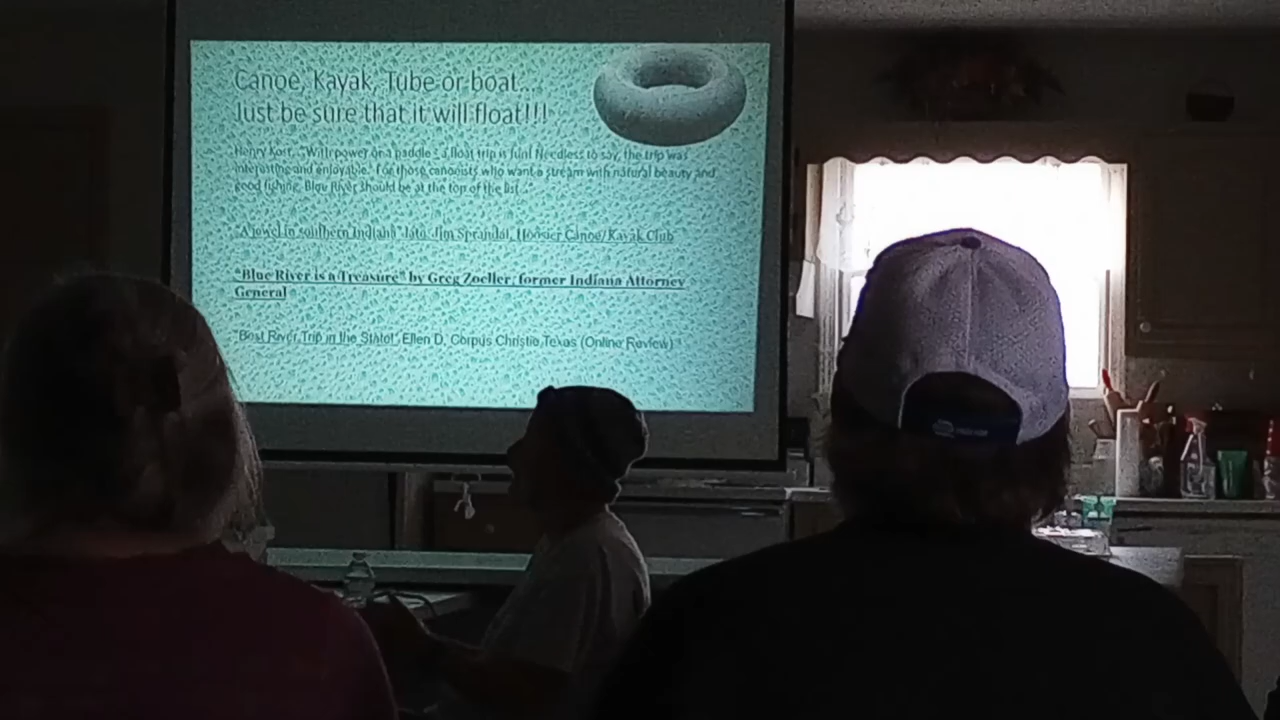 Canoe, Kayak, Tube or boat...
Just be sure that it will float!!!
Henry Kost, "With power or a paddle - a float trip is fun! Needless to say, the trip was
interesting and enjoyable." For those canoeists who want a stream with natural beauty and
good fishing, Blue River should be at the top of the list..."
"A jewel in southern Indiana" late Jim Sprandal, Hoosier Canoe/Kayak Club
"Blue River is a Treasure" by Greg Zoeller, former Indiana Attorney
General
"Best River Trip in the State!", Ellen D, Corpus Christie, Texas (Online Review)